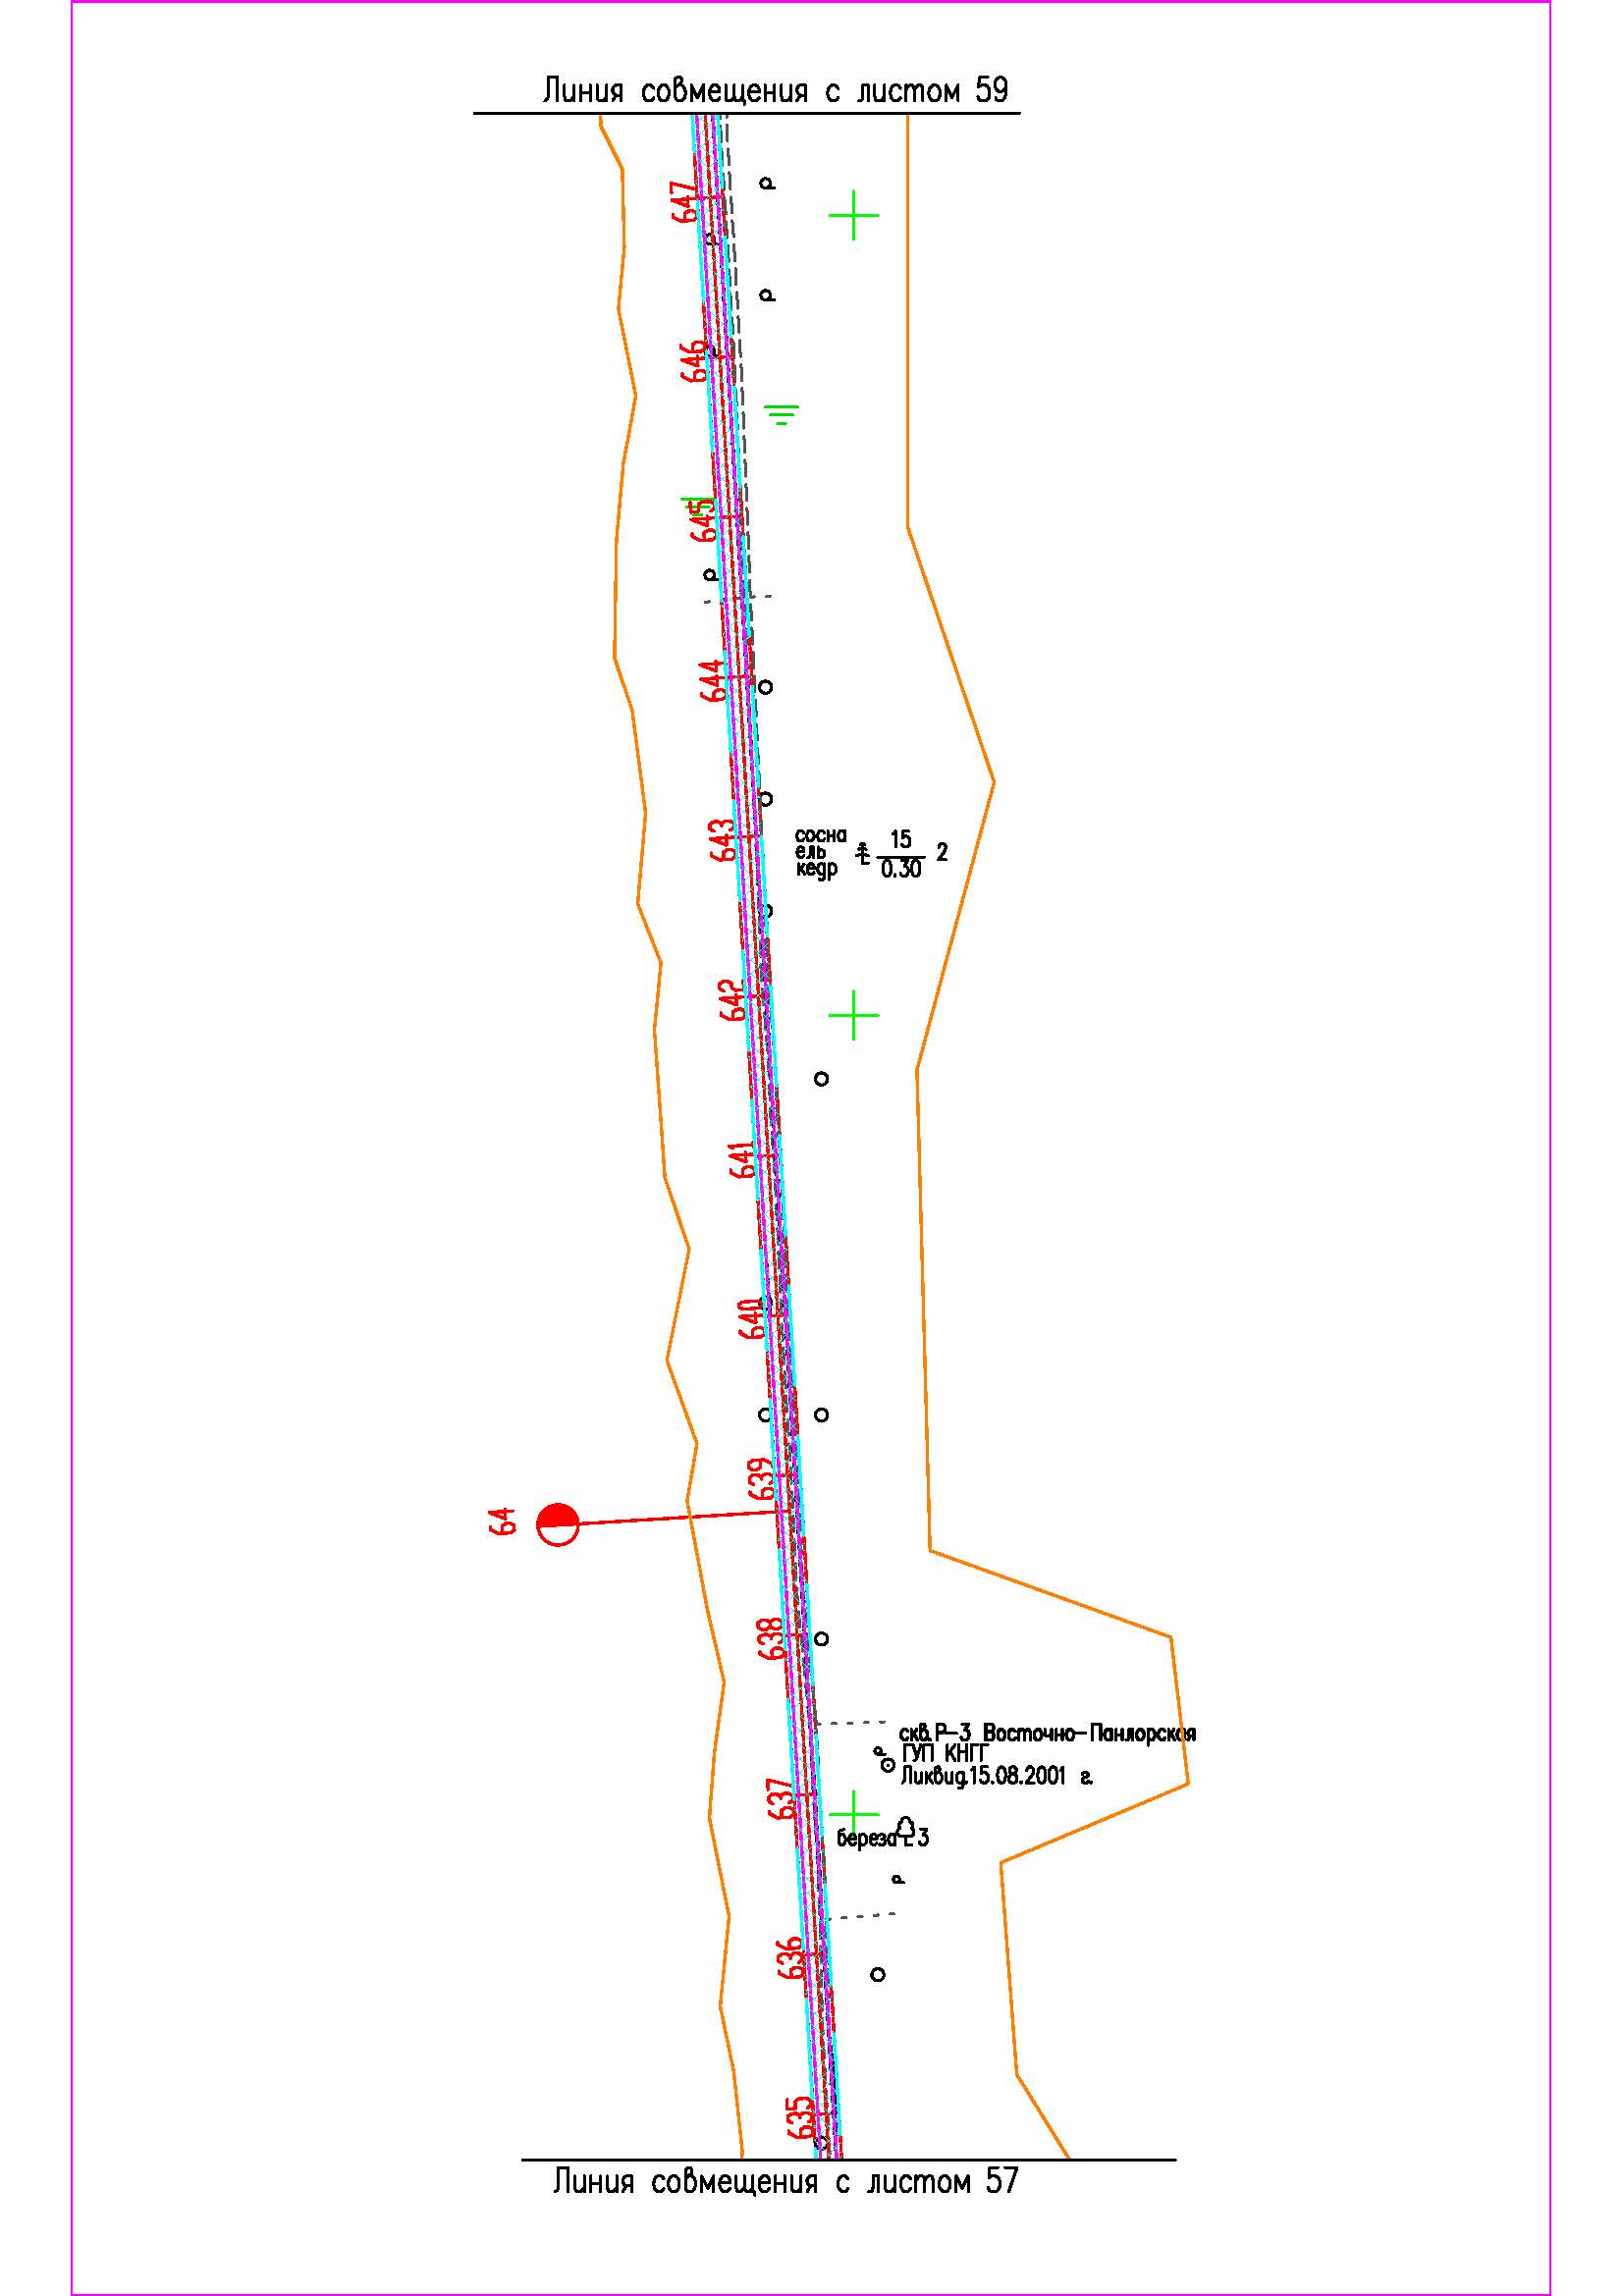 Линия совмещения с листом 59
647
646
645
644
643
сосна
ель
кедр
15
0.30
2
642
641
640
639
64
638
скв.Р-3 Восточно-Панлорская
ГУП КНГГ
Ликвид.15.08.2001 г.
637
береза 3
636
635
Линия совмещения с листом 57